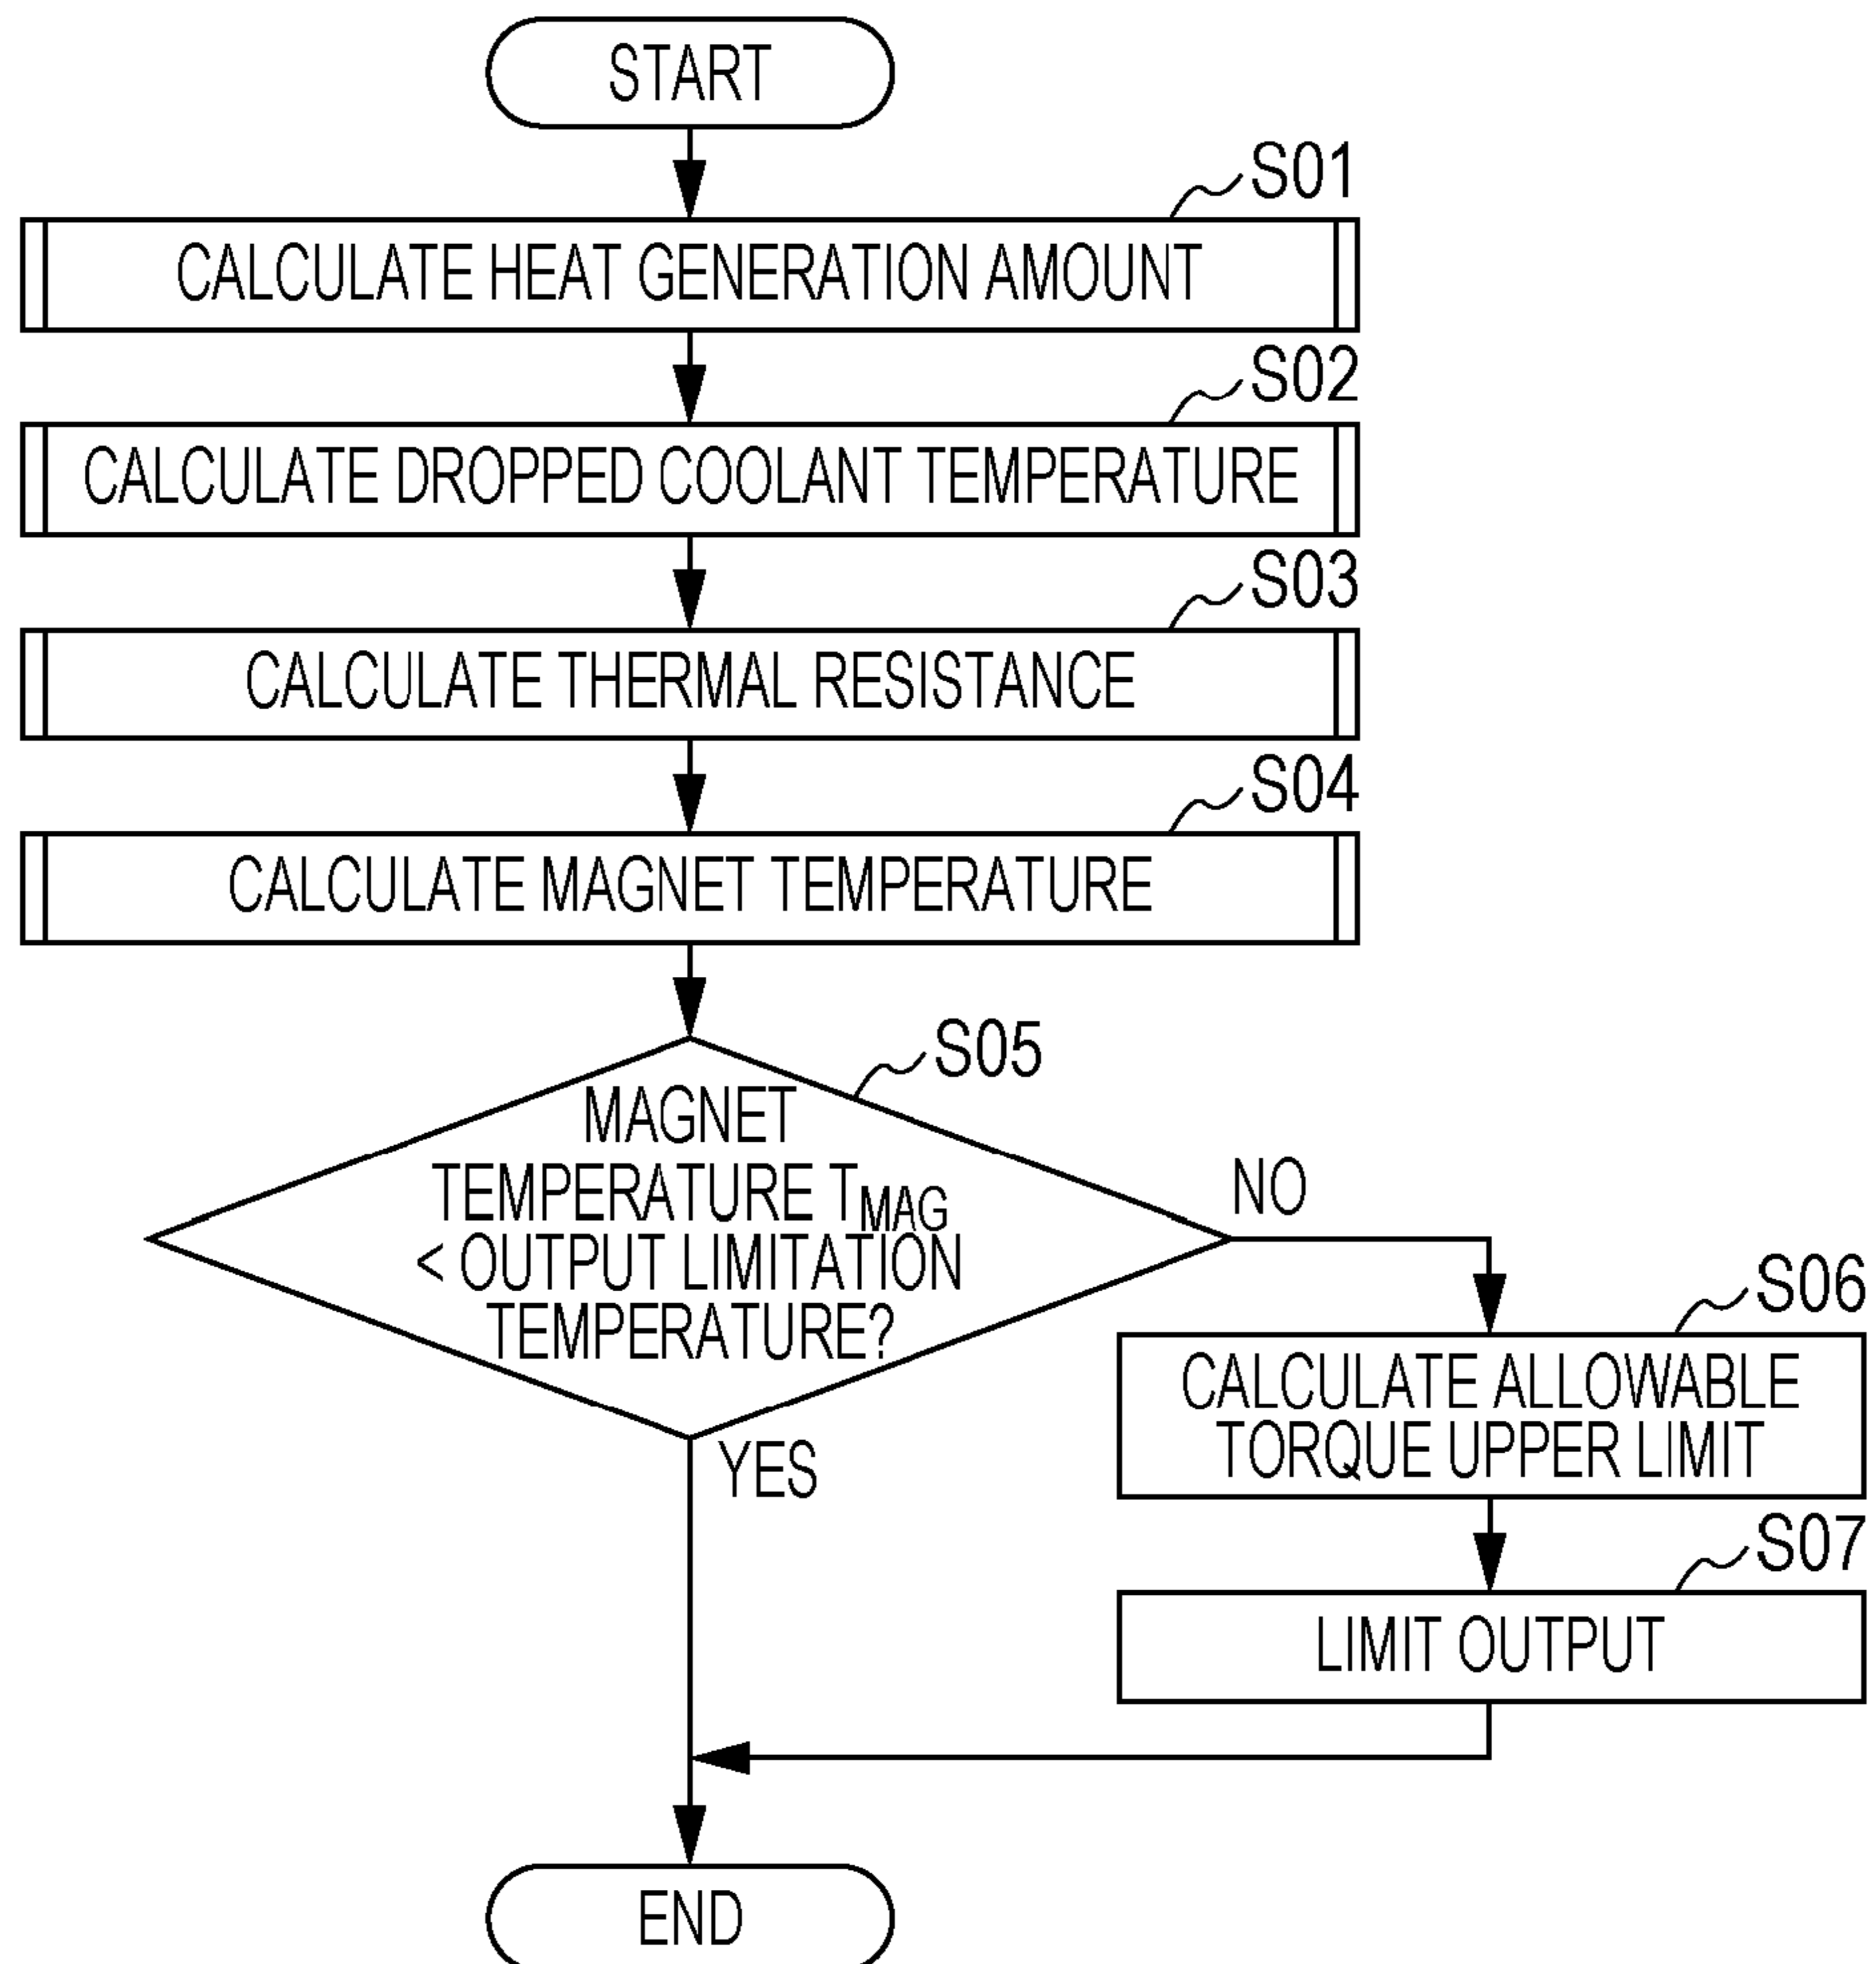 START
S01
CALCULATE HEAT GENERATION AMOUNT
S02
CALCULATE DROPPED COOLANT TEMPERATURE
S03
CALCULATE THERMAL RESISTANCE
S04
CALCULATE MAGNET TEMPERATURE
S05
MAGNET
TEMPERATURE TMAG
< OUTPUT LIMITATION
TEMPERATURE?
NO
YES
S06
CALCULATE ALLOWABLE
TORQUE UPPER LIMIT
S07
LIMIT OUTPUT
END